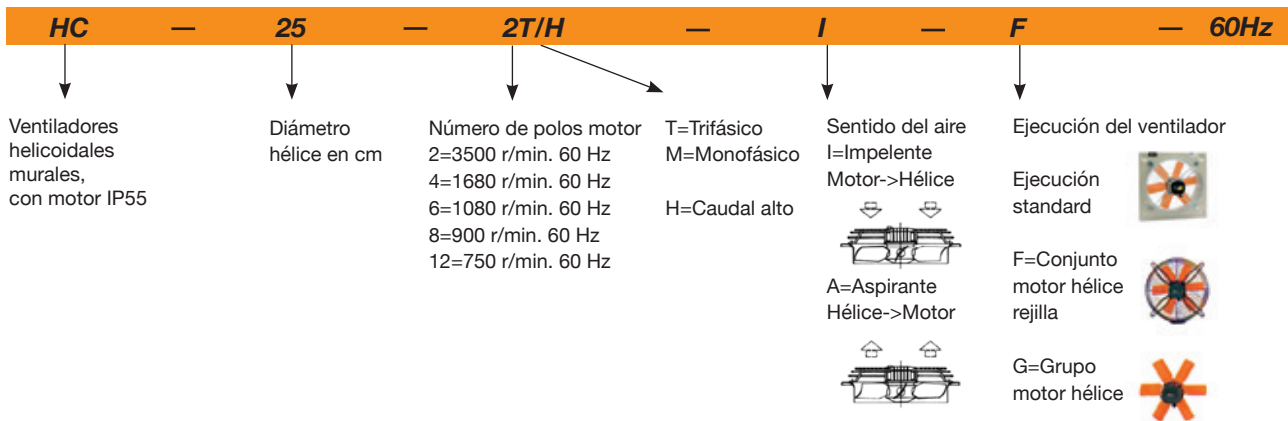 HC — 25 — 2T/H — I — F — 60Hz
Ventiladores
helicoidales
murales,
con motor IP55
Diámetro
hélice en cm
Número de polos motor
2=3500 r/min. 60 Hz
4=1680 r/min. 60 Hz
6=1080 r/min. 60 Hz
8=900 r/min. 60 Hz
12=750 r/min. 60 Hz
T=Trifásico
M=Monofásico
H=Caudal alto
Sentido del aire
I=Impelente
Motor->Hélice
A=Aspirante
Hélice->Motor
Ejecución del ventilador
Ejecución
standard
F=Conjunto
motor hélice
rejilla
G=Grupo
motor hélice